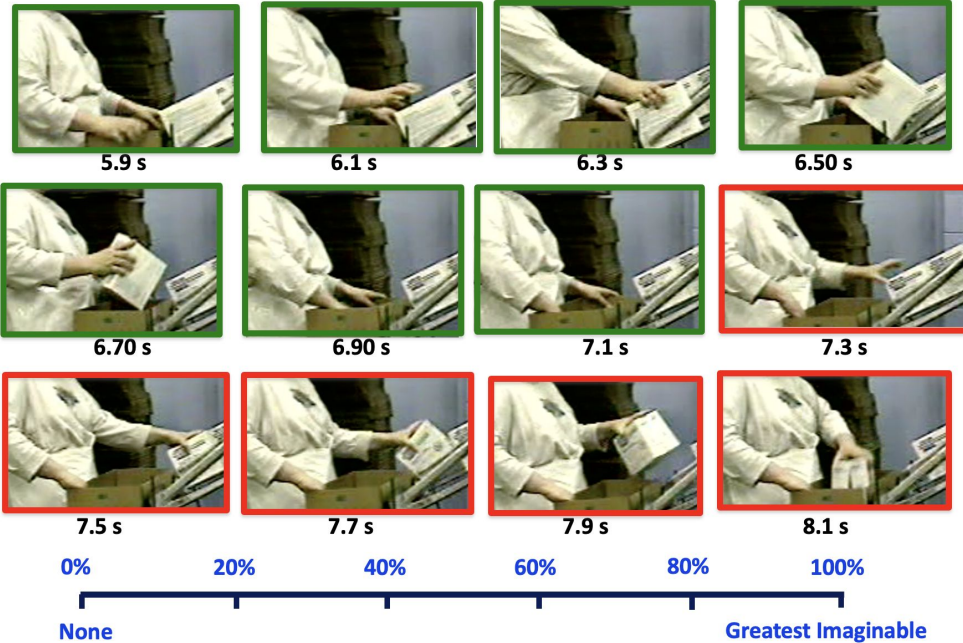 5.9 s
6.1 s
6.3 s
6.50 s
6.70 s
6.90 s
7.1 s
7.3 s
7.5 s
7.7 s
7.9 s
8.1 s
0% 20% 40% 60% 80% 100%
None Greatest Imaginable